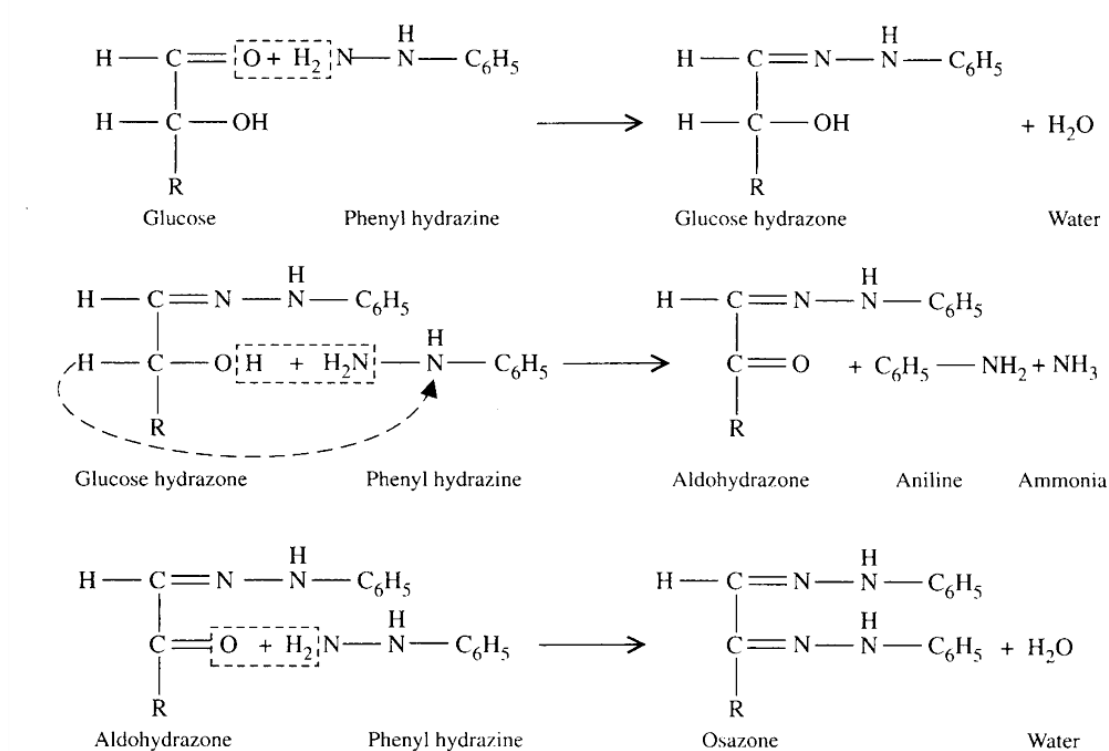 H
H — C = O + H₂ N — N — C₆H₅
H — C — OH
R
Glucose Phenyl hydrazine
H
H — C = N — N — C₆H₅
H — C — OH + H₂O
R
Glucose hydrazone Water
H
H — C = N — N — C₆H₅
H
H — C — O H + H₂N — N — C₆H₅
R
Glucose hydrazone Phenyl hydrazine
H
H — C = N — N — C₆H₅
C = O + C₆H₅ — NH₂ + NH₃
R
Aldohydrazone Aniline Ammonia
H
H — C = N — N — C₆H₅
H
C = O + H₂ N — N — C₆H₅
R
Aldohydrazone Phenyl hydrazine
H
H — C = N — N — C₆H₅
H
C = N — N — C₆H₅ + H₂O
R
Osazone Water